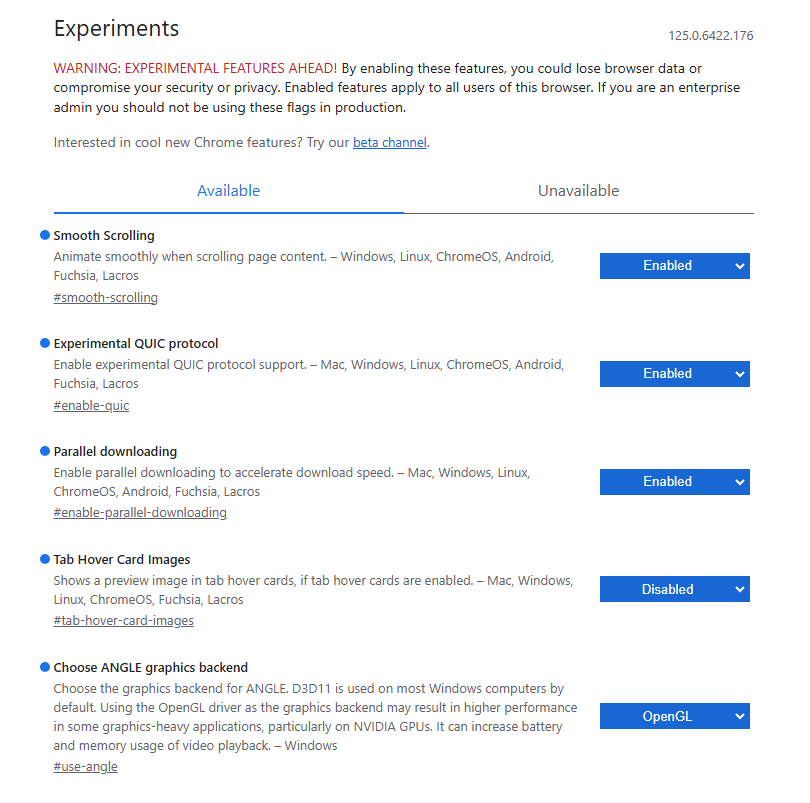 Experiments
125.0.6422.176
WARNING: EXPERIMENTAL FEATURES AHEAD! By enabling these features, you could lose browser data or
compromise your security or privacy. Enabled features apply to all users of this browser. If you are an enterprise
admin you should not be using these flags in production.
Interested in cool new Chrome features? Try our beta channel.
Available
Unavailable
Smooth Scrolling
Animate smoothly when scrolling page content. – Windows, Linux, ChromeOS, Android,
Fuchsia, Lacros
#smooth-scrolling
Enabled
Experimental QUIC protocol
Enable experimental QUIC protocol support. – Mac, Windows, Linux, ChromeOS, Android,
Fuchsia, Lacros
#enable-quic
Enabled
Parallel downloading
Enable parallel downloading to accelerate download speed. – Mac, Windows, Linux,
ChromeOS, Android, Fuchsia, Lacros
#enable-parallel-downloading
Enabled
Tab Hover Card Images
Shows a preview image in tab hover cards, if tab hover cards are enabled. – Mac, Windows,
Linux, ChromeOS, Fuchsia, Lacros
#tab-hover-card-images
Disabled
Choose ANGLE graphics backend
Choose the graphics backend for ANGLE. D3D11 is used on most Windows computers by
default. Using the OpenGL driver as the graphics backend may result in higher performance
in some graphics-heavy applications, particularly on NVIDIA GPUs. It can increase battery
and memory usage of video playback. – Windows
#use-angle
OpenGL